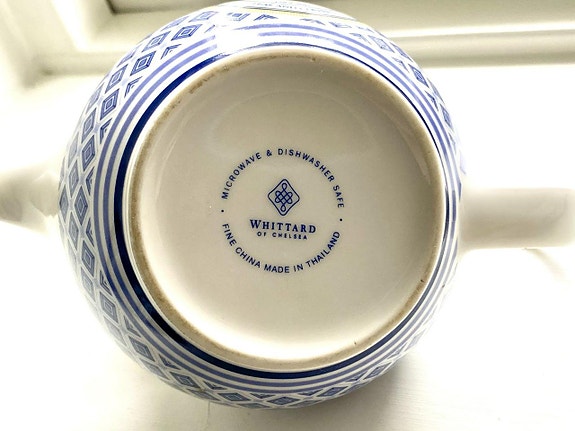 MICROWAVE & DISHWASHER SAFE
WHITTARD
OF CHELSEA
FINE CHINA MADE IN THAILAND